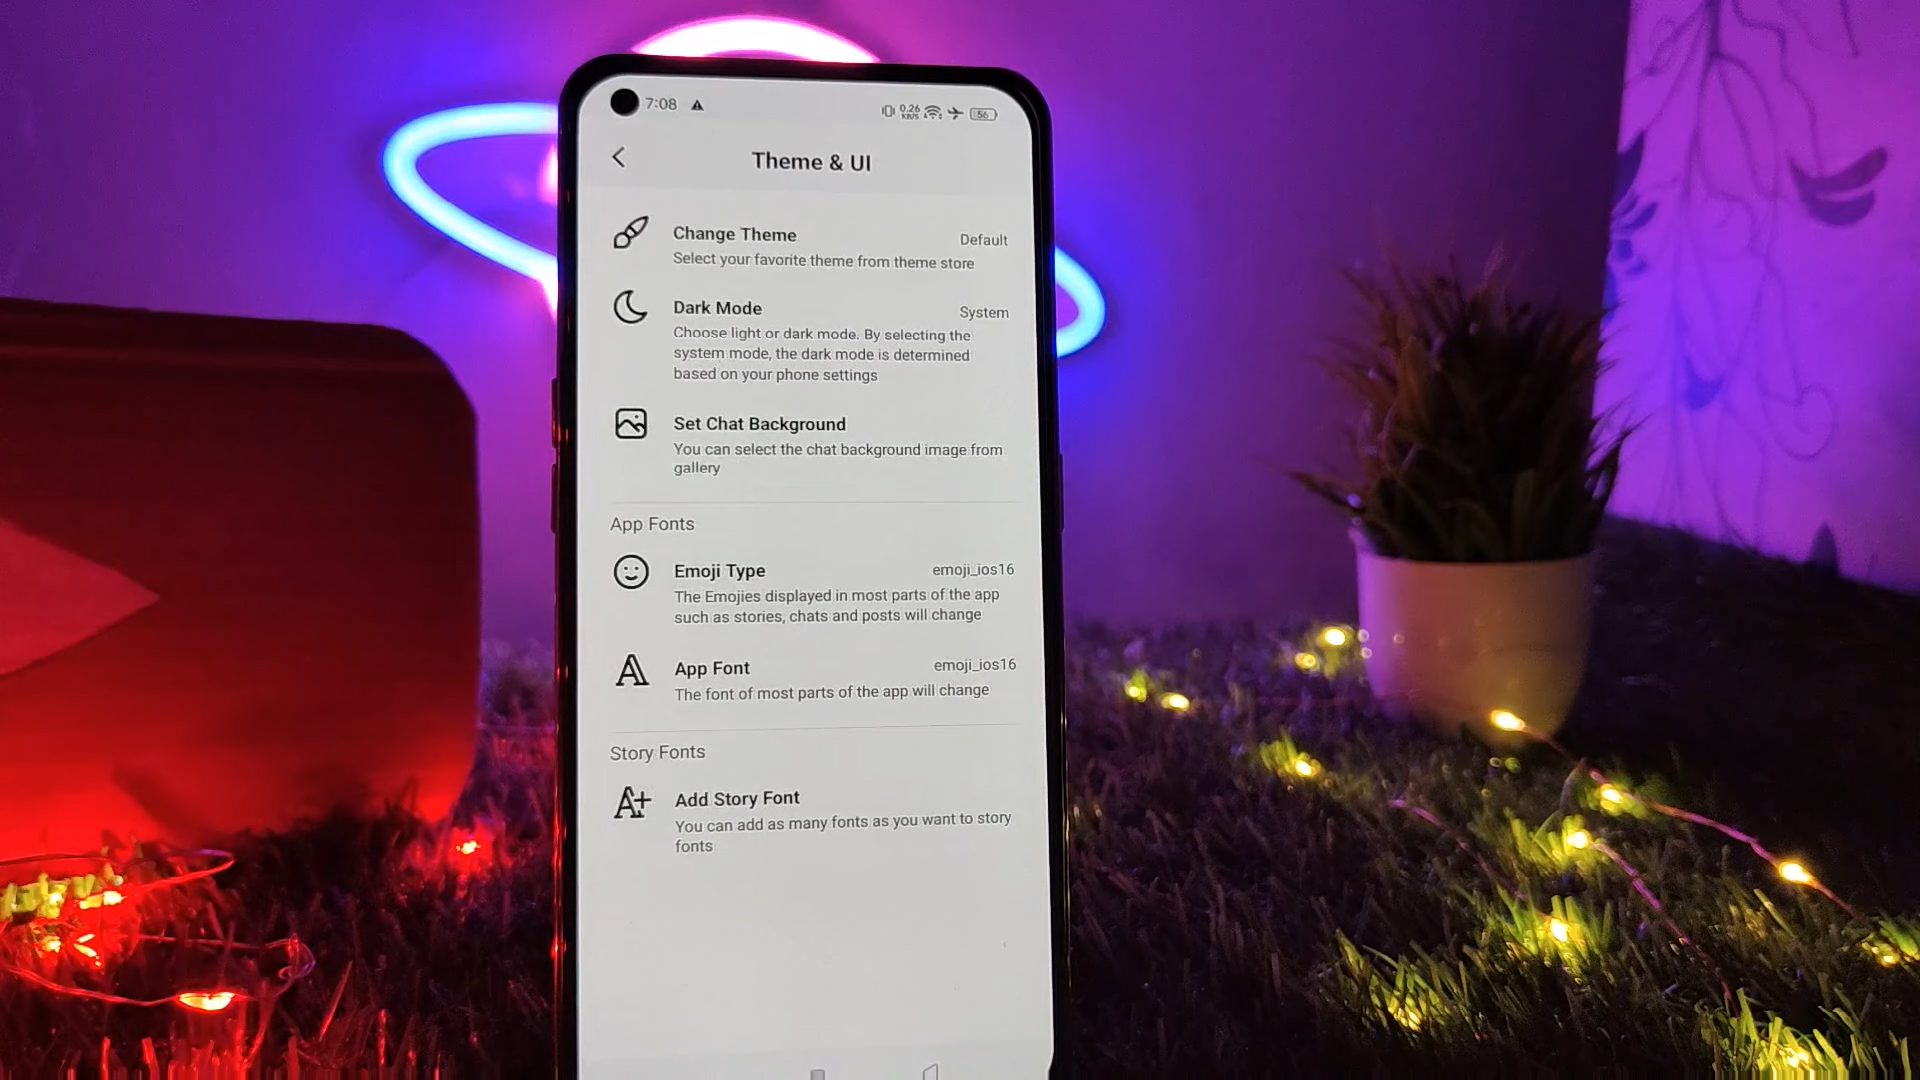 7:08
0.26
KB/S
56
Theme & UI
Change Theme
Default
Select your favorite theme from theme store
Dark Mode
System
Choose light or dark mode. By selecting the
system mode, the dark mode is determined
based on your phone settings
Set Chat Background
You can select the chat background image from
gallery
App Fonts
Emoji Type
emoji_ios16
The Emojies displayed in most parts of the app
such as stories, chats and posts will change
App Font
emoji_ios16
The font of most parts of the app will change
Story Fonts
Add Story Font
You can add as many fonts as you want to story
fonts